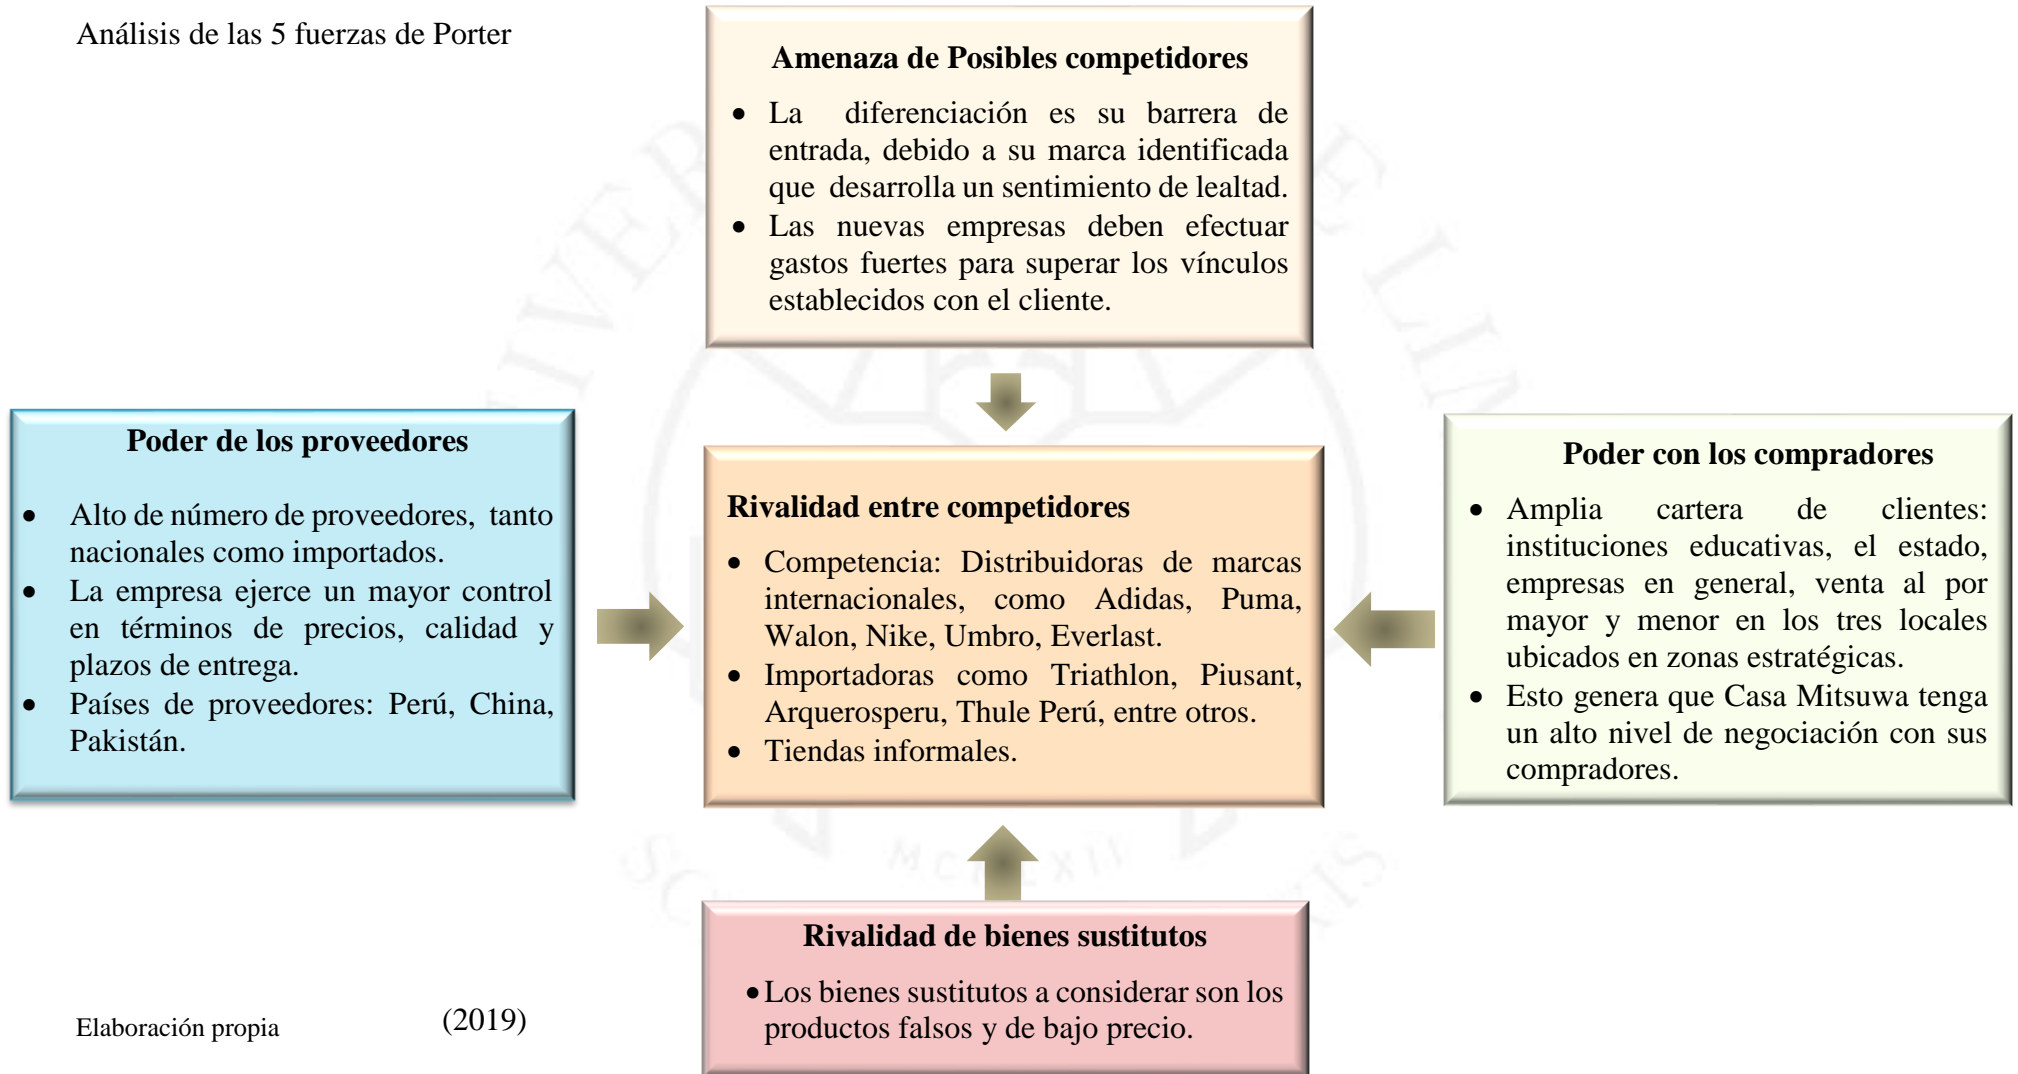 Análisis de las 5 fuerzas de Porter
Amenaza de Posibles competidores
• La diferenciación es su barrera de
entrada, debido a su marca identificada
que desarrolla un sentimiento de lealtad.
• Las nuevas empresas deben efectuar
gastos fuertes para superar los vínculos
establecidos con el cliente.
Poder de los proveedores
• Alto de número de proveedores, tanto
nacionales como importados.
• La empresa ejerce un mayor control
en términos de precios, calidad y
plazos de entrega.
• Países de proveedores: Perú, China,
Pakistán.
Rivalidad entre competidores
• Competencia: Distribuidoras de marcas
internacionales, como Adidas, Puma,
Walon, Nike, Umbro, Everlast.
• Importadoras como Triathlon, Piusant,
Arquerosperu, Thule Perú, entre otros.
• Tiendas informales.
Poder con los compradores
• Amplia cartera de clientes:
instituciones educativas, el estado,
empresas en general, venta al por
mayor y menor en los tres locales
ubicados en zonas estratégicas.
• Esto genera que Casa Mitsuwa tenga
un alto nivel de negociación con sus
compradores.
Rivalidad de bienes sustitutos
• Los bienes sustitutos a considerar son los
productos falsos y de bajo precio.
Elaboración propia (2019)